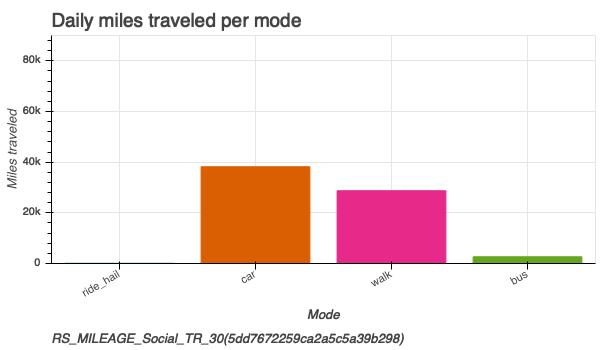 Daily miles traveled per mode
80k
60k
40k
20k
0
Miles traveled
ride_hail
car
walk
bus
Mode
RS_MILEAGE_Social_TR_30(5dd7672259ca2a5c5a39b298)